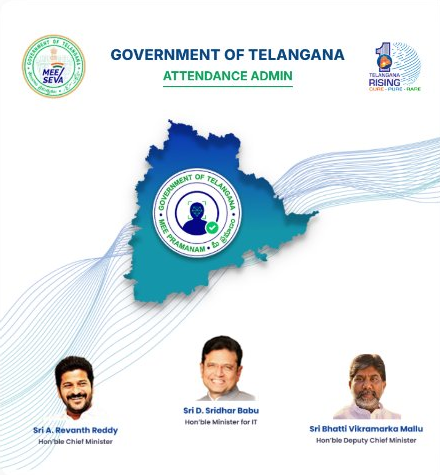 GOVERNMENT OF TELANGANA
MEE
SEVA
GOVERNMENT OF TELANGANA
ATTENDANCE ADMIN
TELANGANA
RISING
CURE - PURE - RARE
GOVERNMENT OF TELANGANA
MEE PRAMANAM • మీ ప్రమాణం
Sri A. Revanth Reddy
Hon'ble Chief Minister
Sri D. Sridhar Babu
Hon'ble Minister for IT
Sri Bhatti Vikramarka Mallu
Hon'ble Deputy Chief Minister